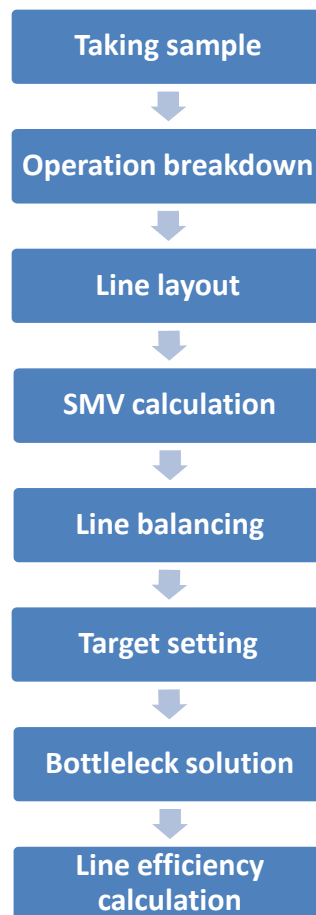 Taking sample
Operation breakdown
Line layout
SMV calculation
Line balancing
Target setting
Bottleleck solution
Line efficiency
calculation